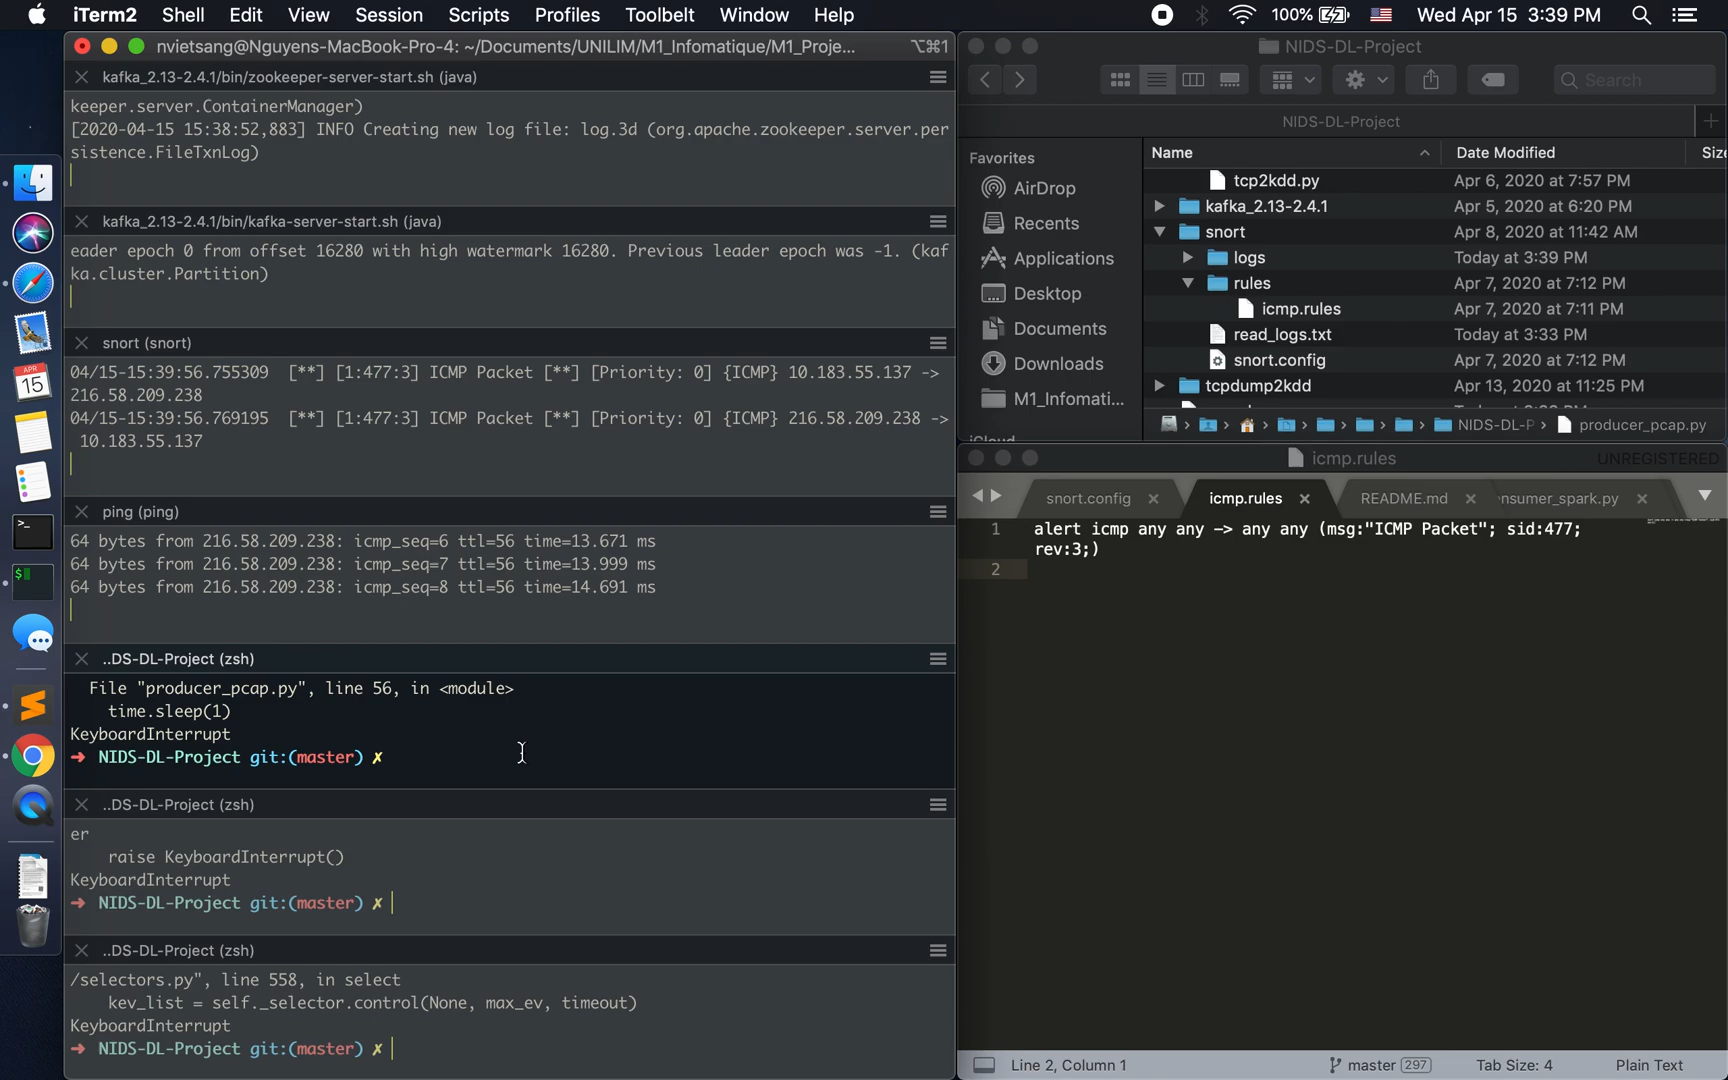 iTerm2 Shell Edit View Session Scripts Profiles Toolbelt Window Help 100% Wed Apr 15 3:39 PM
nvietsang@Nguyens-MacBook-Pro-4: ~/Documents/UNILIM/M1_Infomatique/M1_Proje... ⌥⌘1
kafka_2.13-2.4.1/bin/zookeeper-server-start.sh (java)
keeper.server.ContainerManager)
[2020-04-15 15:38:52,883] INFO Creating new log file: log.3d (org.apache.zookeeper.server.per
sistence.FileTxnLog)
kafka_2.13-2.4.1/bin/kafka-server-start.sh (java)
eader epoch 0 from offset 16280 with high watermark 16280. Previous leader epoch was -1. (kaf
ka.cluster.Partition)
snort (snort)
04/15-15:39:56.755309 [**] [1:477:3] ICMP Packet [**] [Priority: 0] {ICMP} 10.183.55.137 ->
216.58.209.238
04/15-15:39:56.769195 [**] [1:477:3] ICMP Packet [**] [Priority: 0] {ICMP} 216.58.209.238 ->
10.183.55.137
ping (ping)
64 bytes from 216.58.209.238: icmp_seq=6 ttl=56 time=13.671 ms
64 bytes from 216.58.209.238: icmp_seq=7 ttl=56 time=13.999 ms
64 bytes from 216.58.209.238: icmp_seq=8 ttl=56 time=14.691 ms
..DS-DL-Project (zsh)
File "producer_pcap.py", line 56, in <module>
time.sleep(1)
KeyboardInterrupt
➜ NIDS-DL-Project git:(master) ✗
..DS-DL-Project (zsh)
er
raise KeyboardInterrupt()
KeyboardInterrupt
➜ NIDS-DL-Project git:(master) ✗
..DS-DL-Project (zsh)
/selectors.py", line 558, in select
kev_list = self._selector.control(None, max_ev, timeout)
KeyboardInterrupt
➜ NIDS-DL-Project git:(master) ✗
APR
15
NIDS-DL-Project
Search
NIDS-DL-Project
Favorites
AirDrop
Recents
Applications
Desktop
Documents
Downloads
M1_Infomati...
iCloud
Name Date Modified Size
tcp2kdd.py Apr 6, 2020 at 7:57 PM
kafka_2.13-2.4.1 Apr 5, 2020 at 6:20 PM
snort Apr 8, 2020 at 11:42 AM
logs Today at 3:39 PM
rules Apr 7, 2020 at 7:12 PM
icmp.rules Apr 7, 2020 at 7:11 PM
read_logs.txt Today at 3:33 PM
snort.config Apr 7, 2020 at 7:12 PM
tcpdump2kdd Apr 13, 2020 at 11:25 PM
NIDS-DL-P › producer_pcap.py
icmp.rules UNREGISTERED
snort.config icmp.rules README.md nsumer_spark.py
1 alert icmp any any -> any any (msg:"ICMP Packet"; sid:477;
rev:3;)
2
Line 2, Column 1 master 297 Tab Size: 4 Plain Text